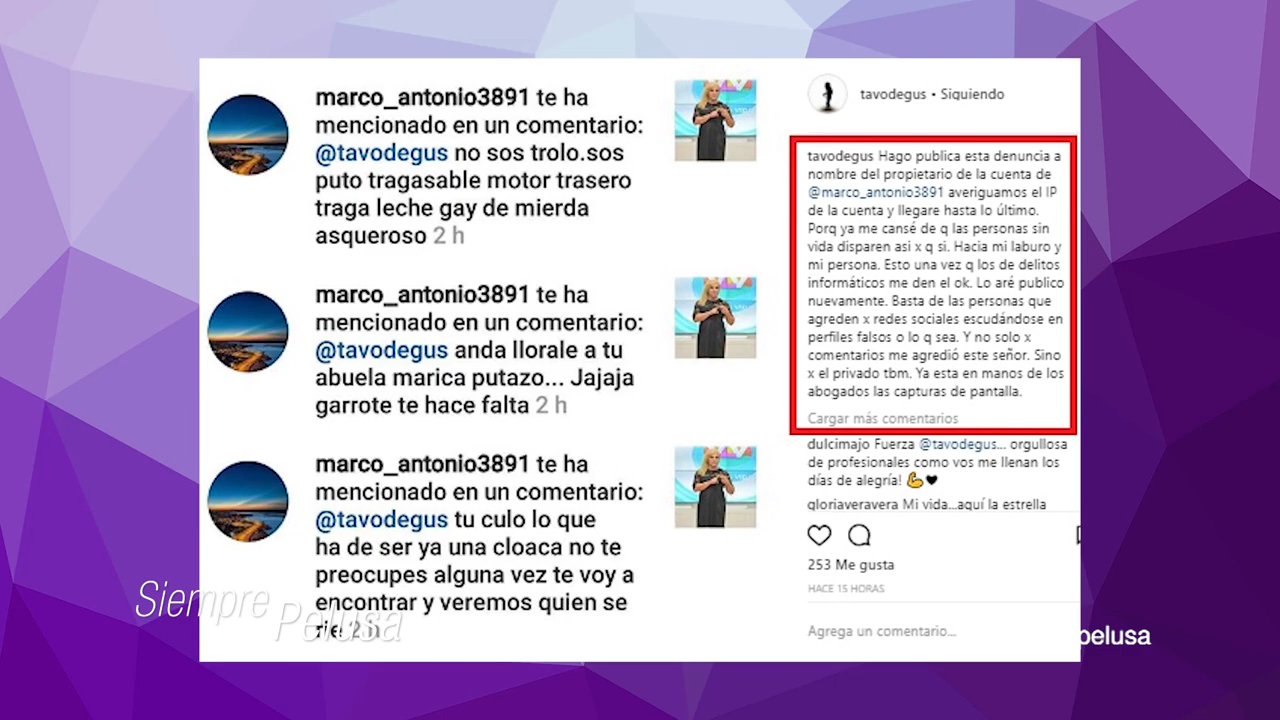 marco_antonio3891 te ha
mencionado en un comentario:
@tavodegus no sos trolo.sos
puto tragasable motor trasero
traga leche gay de mierda
asqueroso 2 h
marco_antonio3891 te ha
mencionado en un comentario:
@tavodegus anda llorale a tu
abuela marica putazo... Jajaja
garrote te hace falta 2 h
marco_antonio3891 te ha
mencionado en un comentario:
@tavodegus tu culo lo que
ha de ser ya una cloaca no te
preocupes alguna vez te voy a
encontrar y veremos quien se
rie 2 h
tavodegus • Siguiendo
tavodegus Hago publica esta denuncia a
nombre del propietario de la cuenta de
@marco_antonio3891 averiguamos el IP
de la cuenta y llegare hasta lo último.
Porq ya me cansé de q las personas sin
vida disparen asi x q si. Hacia mi laburo y
mi persona. Esto una vez q los de delitos
informáticos me den el ok. Lo aré publico
nuevamente. Basta de las personas que
agreden x redes sociales escudándose en
perfiles falsos o lo q sea. Y no solo x
comentarios me agredió este señor. Sino
x el privado tbm. Ya esta en manos de los
abogados las capturas de pantalla.
Cargar más comentarios
dulcimajo Fuerza @tavodegus... orgullosa
de profesionales como vos me llenan los
días de alegría! 💪🖤
gloriaveravera Mi vida...aquí la estrella
253 Me gusta
HACE 15 HORAS
Agrega un comentario...
Siempre Pelusa
pelusa